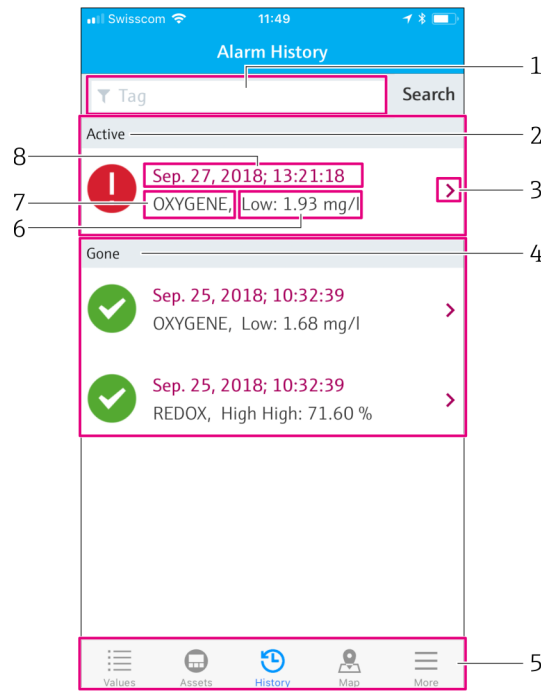 Swisscom 11:49
Alarm History
1
Tag Search
Active
2
8
Sep. 27, 2018; 13:21:18
3
7
OXYGENE, Low: 1.93 mg/l
6
Gone
4
Sep. 25, 2018; 10:32:39
OXYGENE, Low: 1.68 mg/l
Sep. 25, 2018; 10:32:39
REDOX, High High: 71.60 %
5
Values Assets History Map More